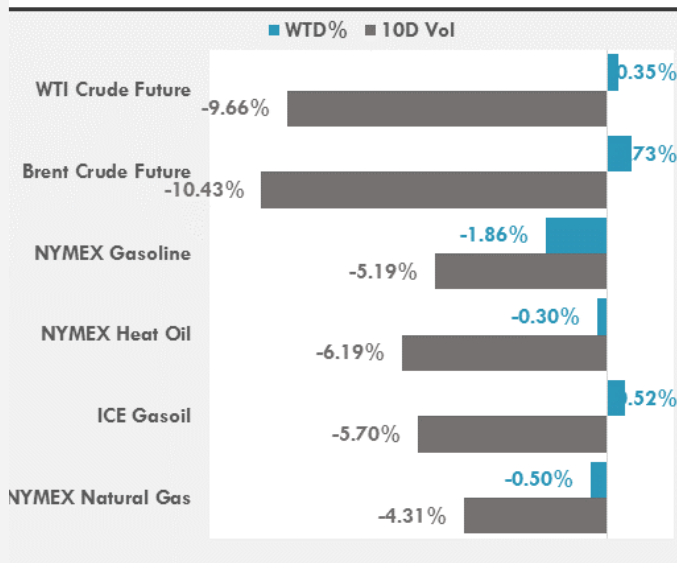 WTD% 10D Vol
WTI Crude Future
0.35%
-9.66%
Brent Crude Future
.73%
-10.43%
NYMEX Gasoline
-1.86%
-5.19%
NYMEX Heat Oil
-0.30%
-6.19%
ICE Gasoil
0.52%
-5.70%
NYMEX Natural Gas
-0.50%
-4.31%